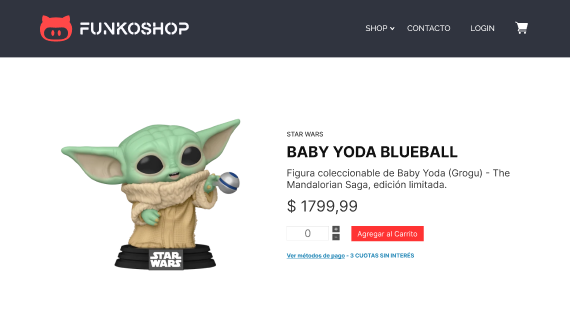 FUNKOSHOP
SHOP
CONTACTO
LOGIN
STAR WARS
BABY YODA BLUEBALL
Figura coleccionable de Baby Yoda (Grogu) - The
Mandalorian Saga, edición limitada.
$ 1799,99
0
+
-
Agregar al Carrito
Ver métodos de pago - 3 CUOTAS SIN INTERÉS
STAR
WARS